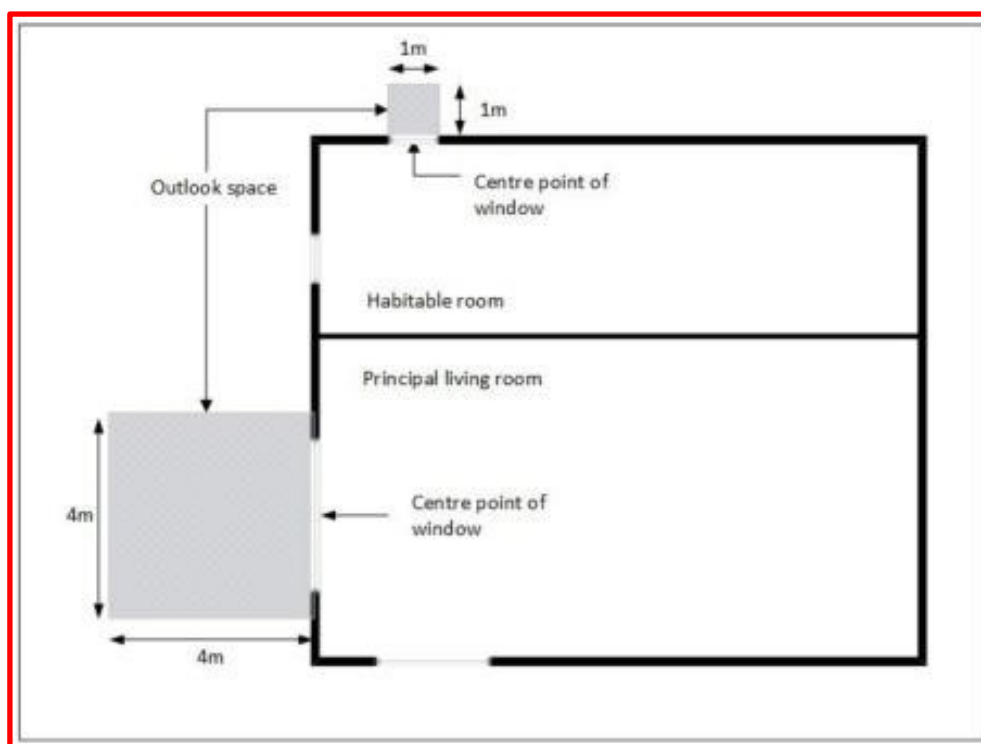 1m
1m
Centre point of
window
Outlook space
Habitable room
Principal living room
Centre point of
window
4m
4m